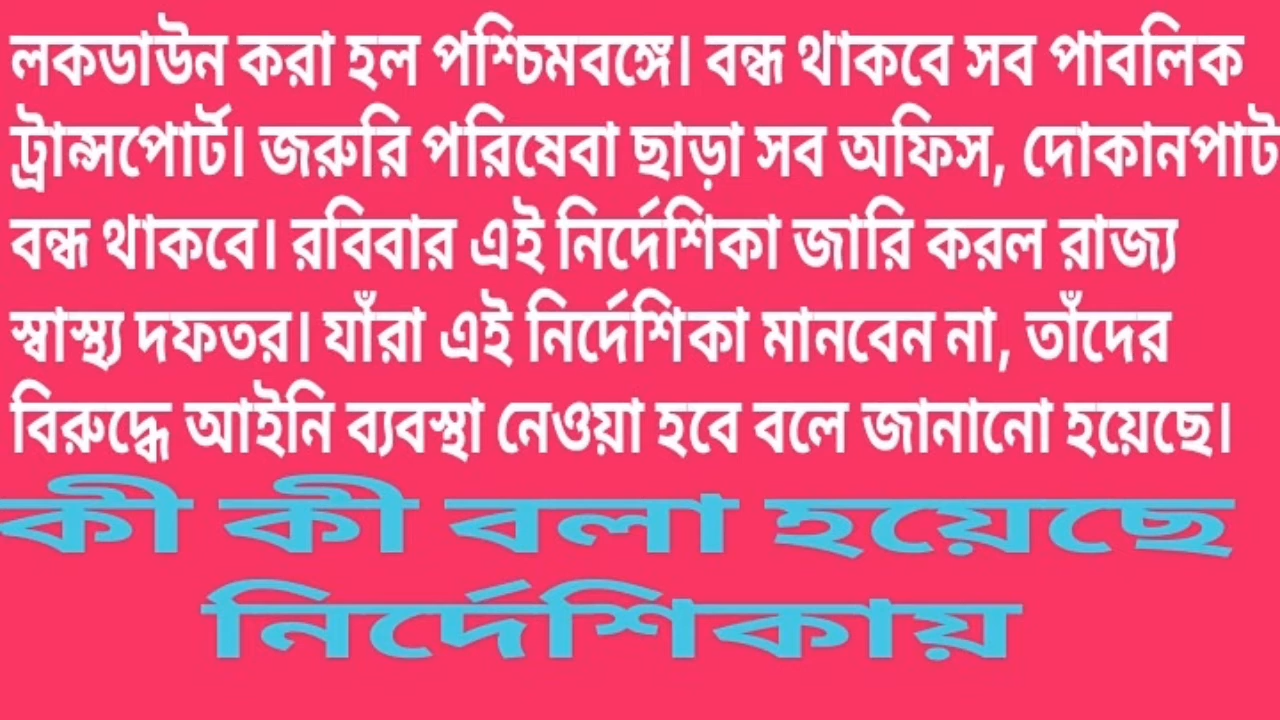 লকডাউন করা হল পশ্চিমবঙ্গে। বন্ধ থাকবে সব পাবলিক
ট্রান্সপোর্ট। জরুরি পরিষেবা ছাড়া সব অফিস, দোকানপাট
বন্ধ থাকবে। রবিবার এই নির্দেশিকা জারি করল রাজ্য
স্বাস্থ্য দফতর। যাঁরা এই নির্দেশিকা মানবেন না, তাঁদের
বিরুদ্ধে আইনি ব্যবস্থা নেওয়া হবে বলে জানানো হয়েছে।
কী কী বলা হয়েছে
নির্দেশিকায়